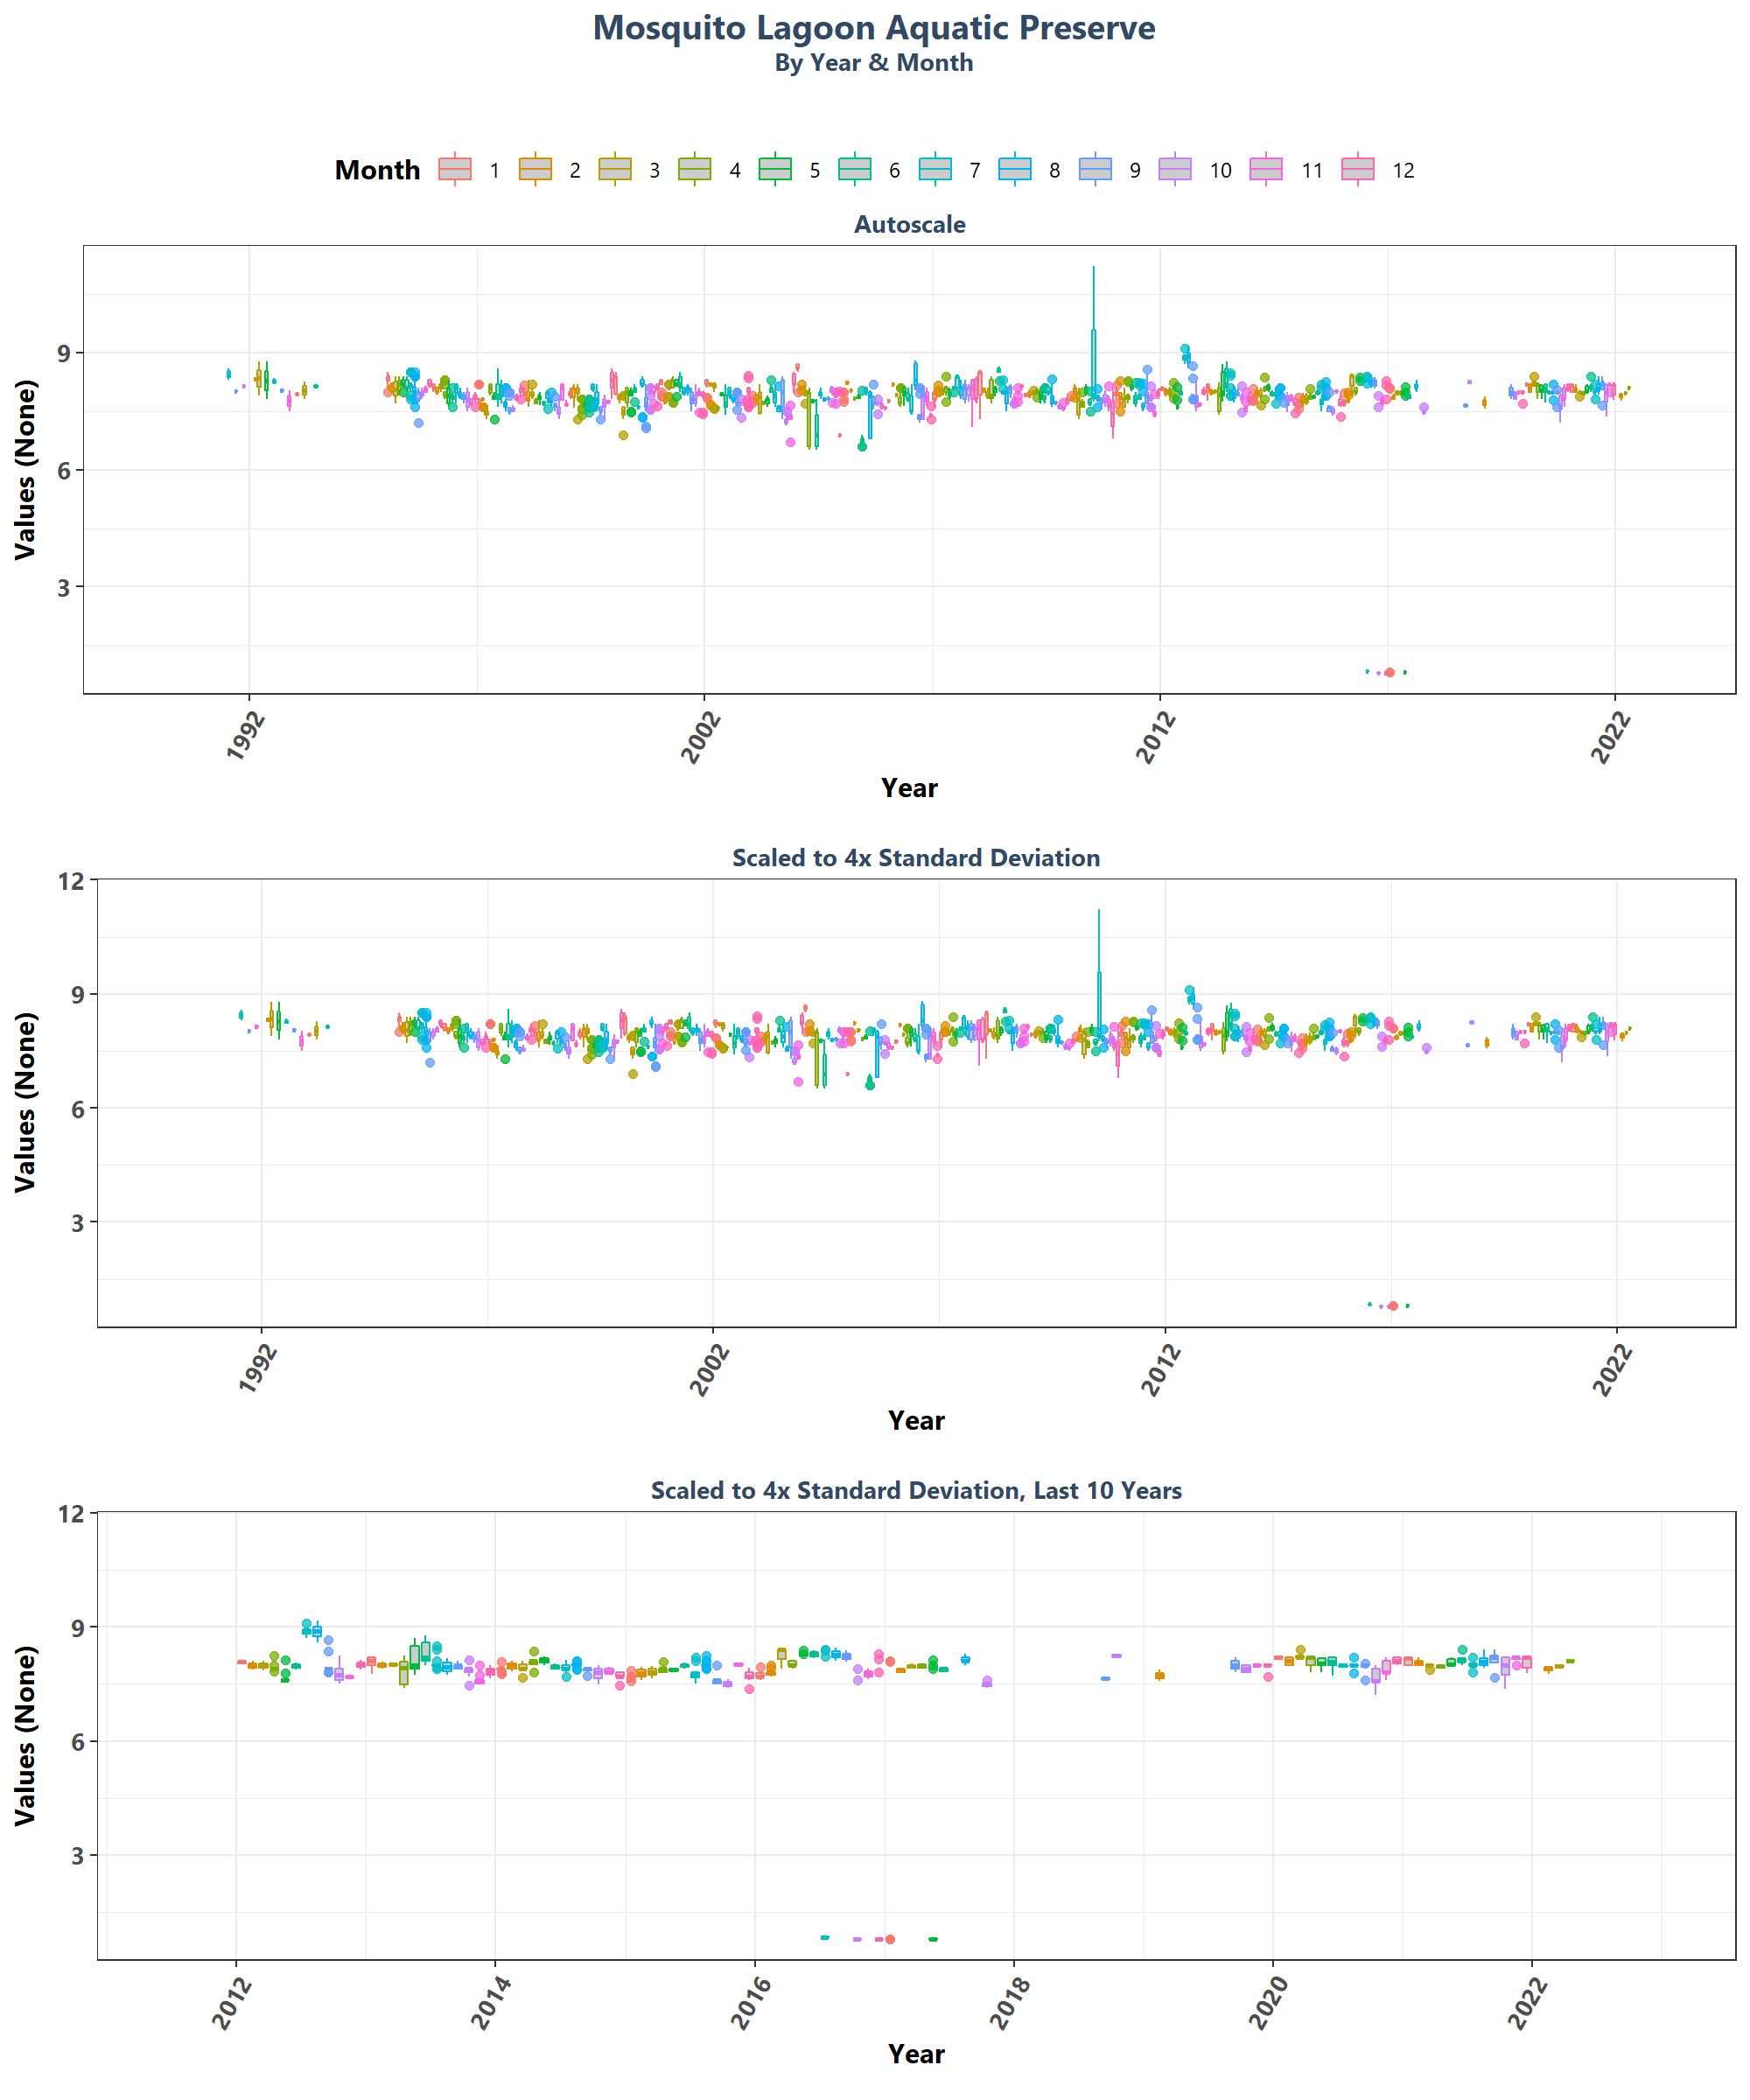 Mosquito Lagoon Aquatic Preserve
By Year & Month
Month 1 2 3 4 5 6 7 8 9 10 11 12
Autoscale
Values (None)
9
6
3
1992 2002 2012 2022
Year
Scaled to 4x Standard Deviation
Values (None)
12
9
6
3
1992 2002 2012 2022
Year
Scaled to 4x Standard Deviation, Last 10 Years
Values (None)
12
9
6
3
2012 2014 2016 2018 2020 2022
Year